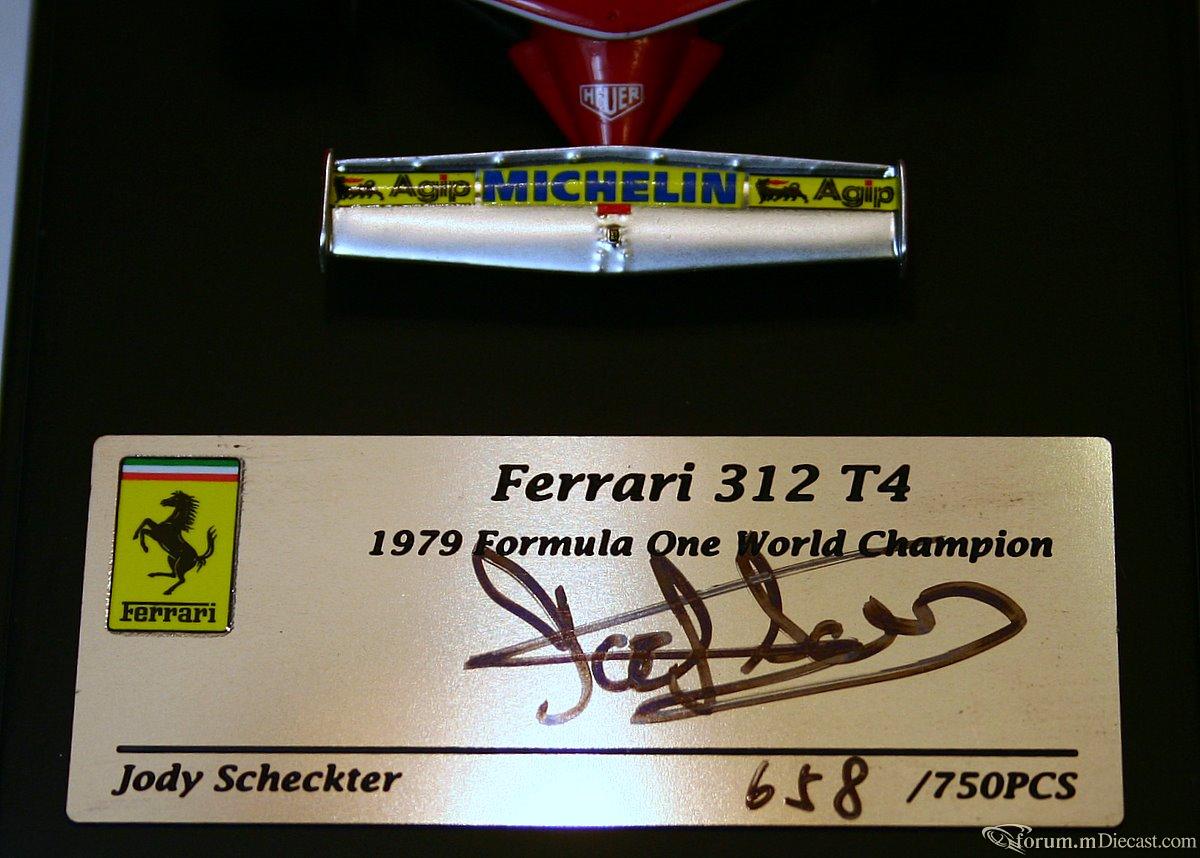 HEUER
Agip MICHELIN Agip
Ferrari 312 T4
1979 Formula One World Champion
Ferrari
Jody Scheckter 658 /750PCS
forum.mDiecast.com